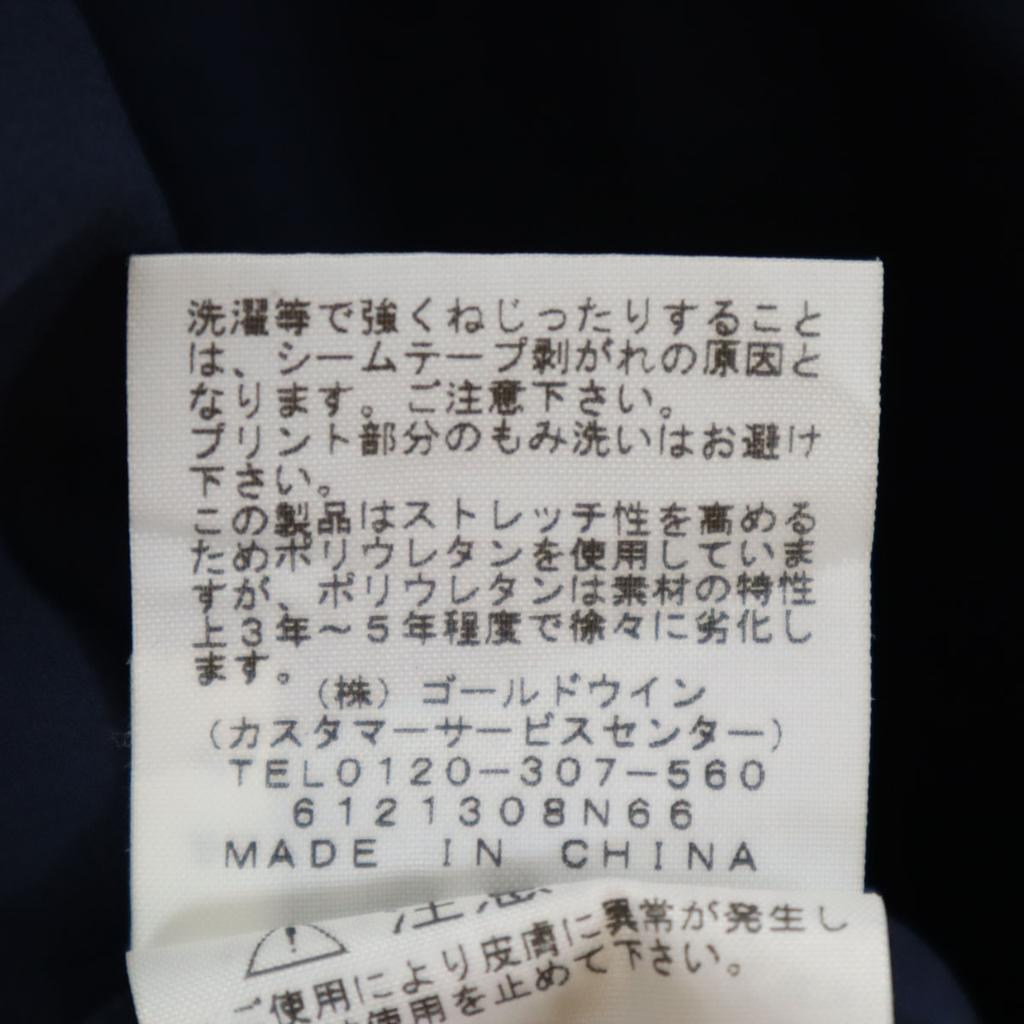 洗濯等で強くねじったりすること
は、シームテープ剥がれの原因と
なります。ご注意下さい。
プリント部分のもみ洗いはお避け
下さい。
この製品はストレッチ性を高める
ためポリウレタンを使用していま
すが、ポリウレタンは素材の特性
上3年～5年程度で徐々に劣化し
ます。
（株）ゴールドウイン
（カスタマーサービスセンター）
TEL0120－307－560
6121308N66
MADE IN CHINA
注意
使用により皮膚に異常が発生し
使用を止めて下さい。